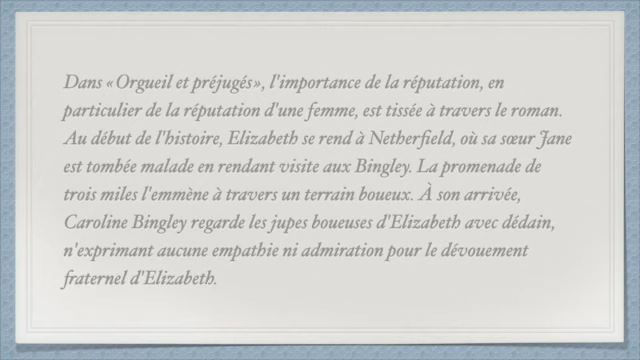 Dans « Orgueil et préjugés », l'importance de la réputation, en
particulier de la réputation d'une femme, est tissée à travers le roman.
Au début de l'histoire, Elizabeth se rend à Netherfield, où sa sœur Jane
est tombée malade en rendant visite aux Bingley. La promenade de
trois miles l'emmène à travers un terrain boueux. À son arrivée,
Caroline Bingley regarde les jupes boueuses d'Elizabeth avec dédain,
n'exprimant aucune empathie ni admiration pour le dévouement
fraternel d'Elizabeth.